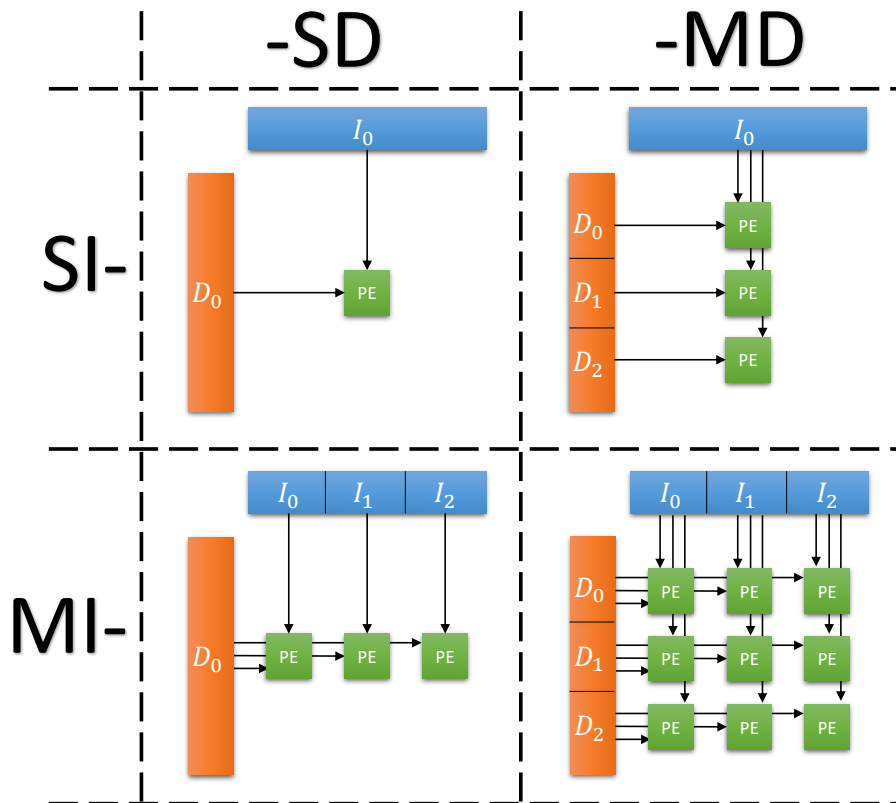 -SD -MD
SI-
I₀
D₀
PE
I₀
D₀ PE
D₁ PE
D₂ PE
MI-
I₀ I₁ I₂
D₀ PE PE PE
I₀ I₁ I₂
D₀ PE PE PE
D₁ PE PE PE
D₂ PE PE PE